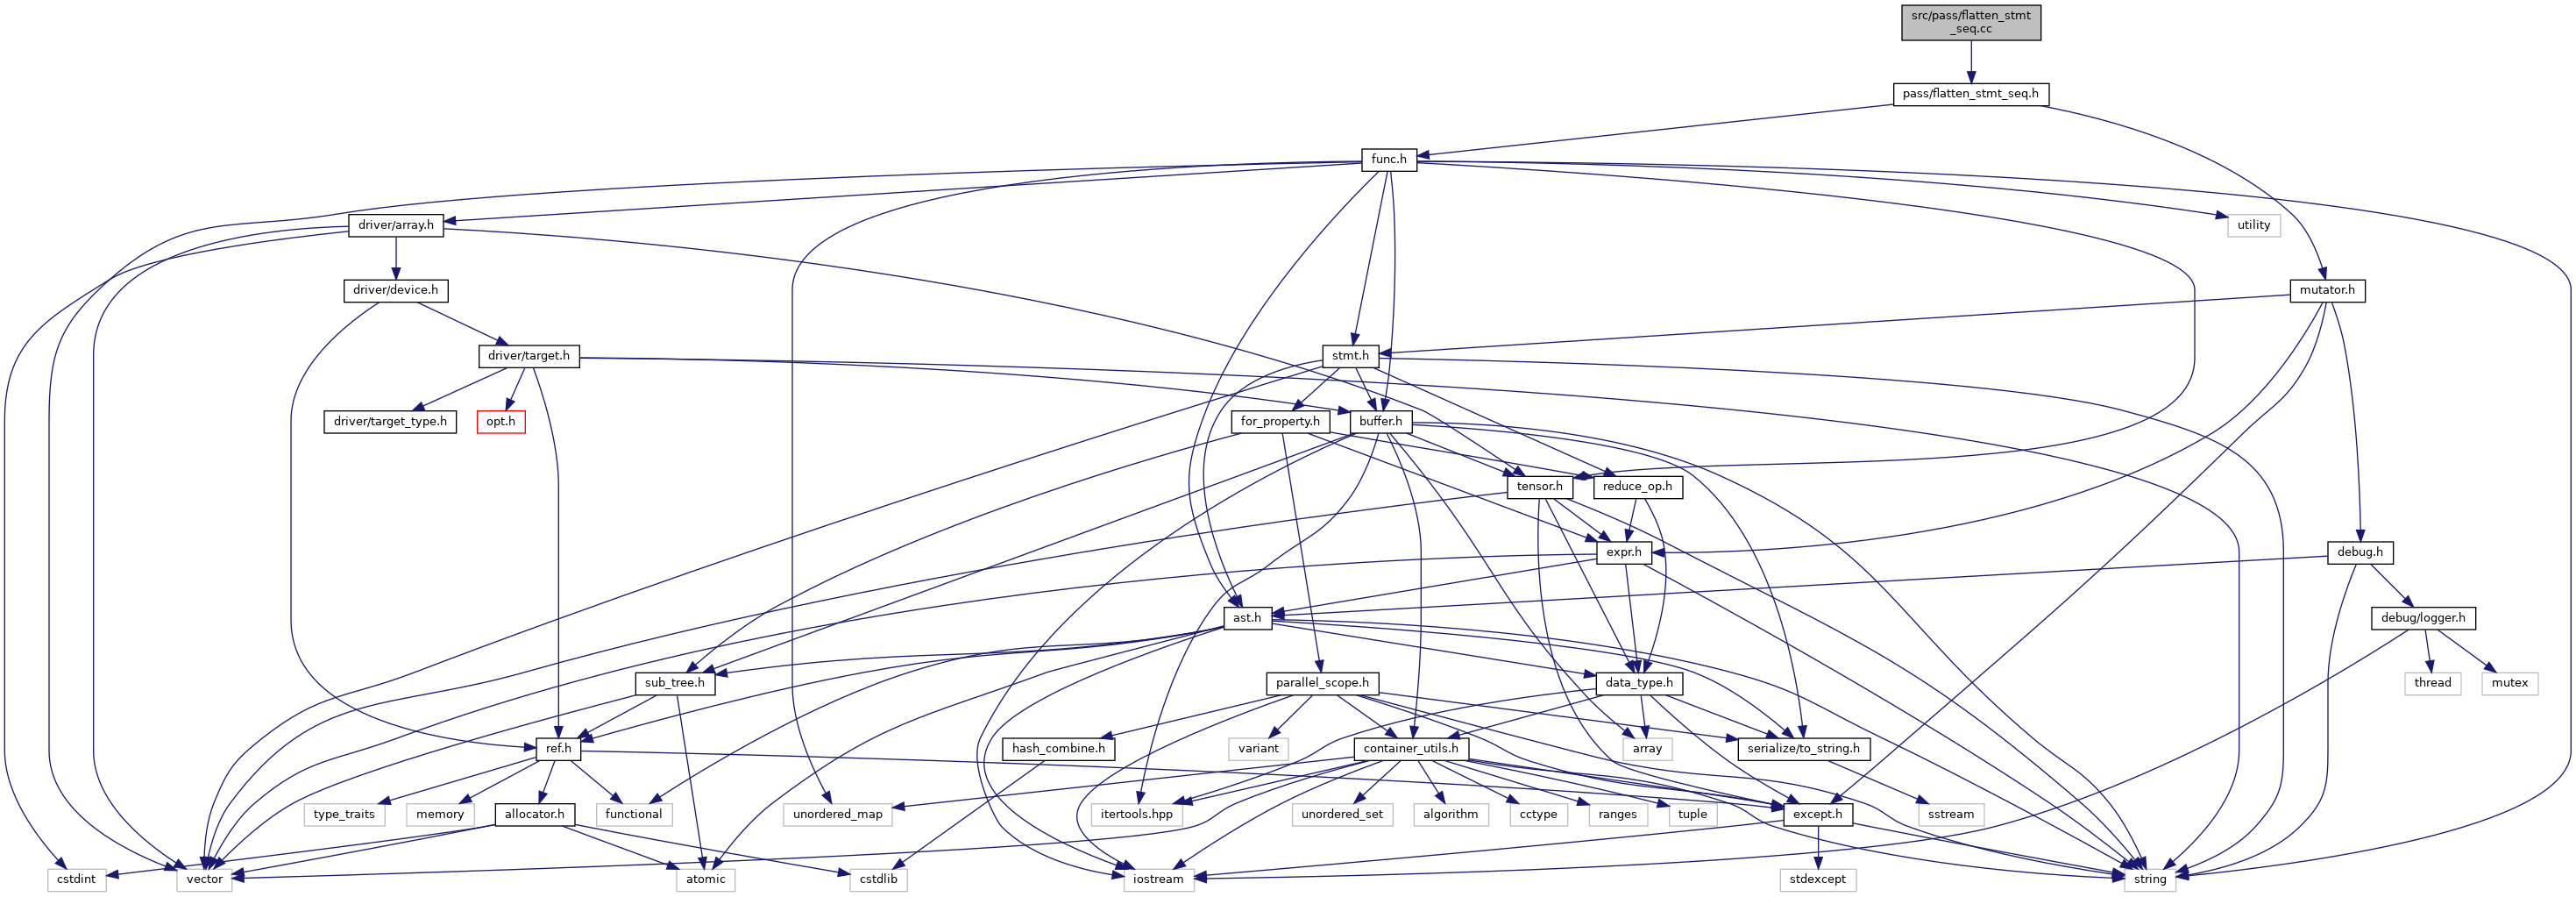 src/pass/flatten_stmt
_seq.cc
pass/flatten_stmt_seq.h
func.h
driver/array.h
utility
driver/device.h
mutator.h
driver/target.h
stmt.h
driver/target_type.h
opt.h
for_property.h
buffer.h
tensor.h
reduce_op.h
expr.h
debug.h
ast.h
debug/logger.h
sub_tree.h
parallel_scope.h
data_type.h
thread
mutex
ref.h
hash_combine.h
variant
container_utils.h
array
serialize/to_string.h
type_traits
memory
allocator.h
functional
unordered_map
itertools.hpp
unordered_set
algorithm
cctype
ranges
tuple
except.h
sstream
cstdint
vector
atomic
cstdlib
iostream
stdexcept
string